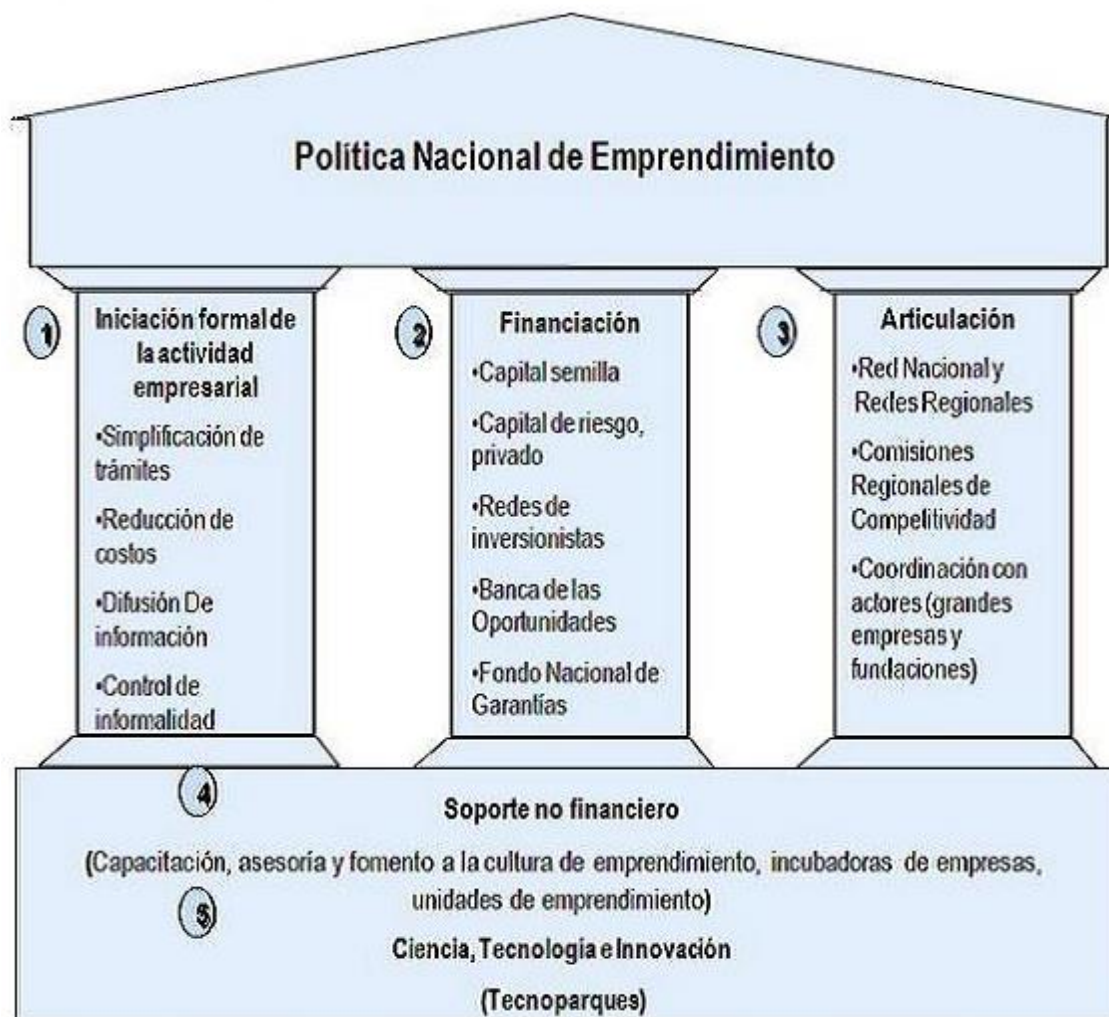 Política Nacional de Emprendimiento
1
Iniciación formal de
la actividad
empresarial
•Simplificación de
trámites
•Reducción de
costos
•Difusión De
información
•Control de
informalidad
2
Financiación
•Capital semilla
•Capital de riesgo,
privado
•Redes de
inversionistas
•Banca de las
Oportunidades
•Fondo Nacional de
Garantías
3
Articulación
•Red Nacional y
Redes Regionales
•Comisiones
Regionales de
Competitividad
•Coordinación con
actores (grandes
empresas y
fundaciones)
4
Soporte no financiero
(Capacitación, asesoría y fomento a la cultura de emprendimiento, incubadoras de empresas,
unidades de emprendimiento)
5
Ciencia, Tecnología e Innovación
(Tecnoparques)